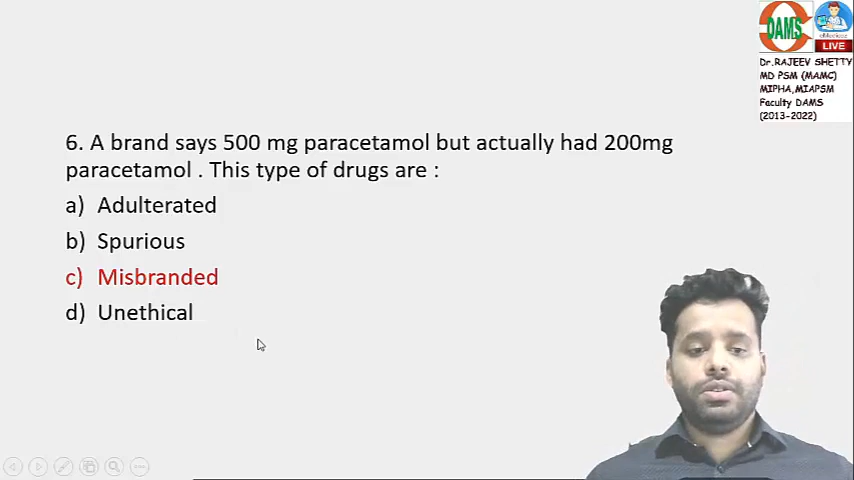 DAMS
eMedicoz
LIVE
Dr.RAJEEV SHETTY
MD PSM (MAMC)
MIPHA,MIAPSM
Faculty DAMS
(2013-2022)
6. A brand says 500 mg paracetamol but actually had 200mg
paracetamol . This type of drugs are :
a) Adulterated
b) Spurious
c) Misbranded
d) Unethical